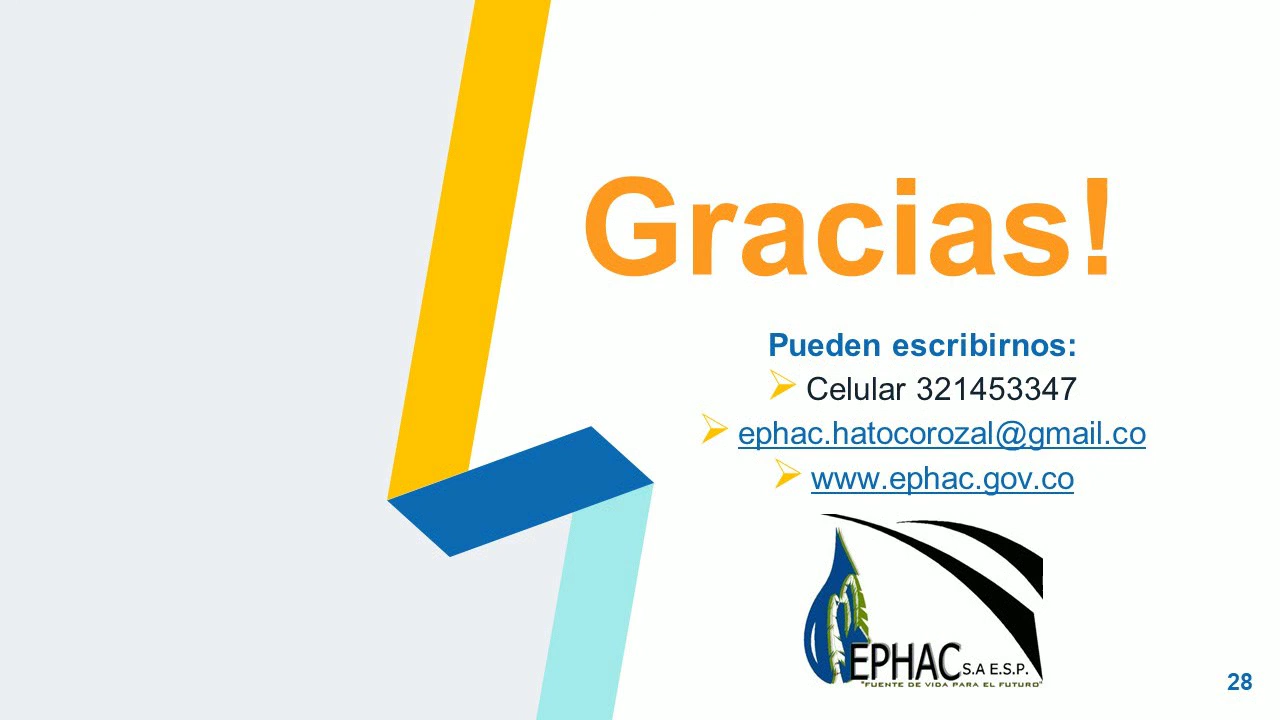 Gracias!
Pueden escribirnos:
Celular 321453347
ephac.hatocorozal@gmail.co
www.ephac.gov.co
EPHAC S.A E.S.P.
"FUENTE DE VIDA PARA EL FUTURO"
28